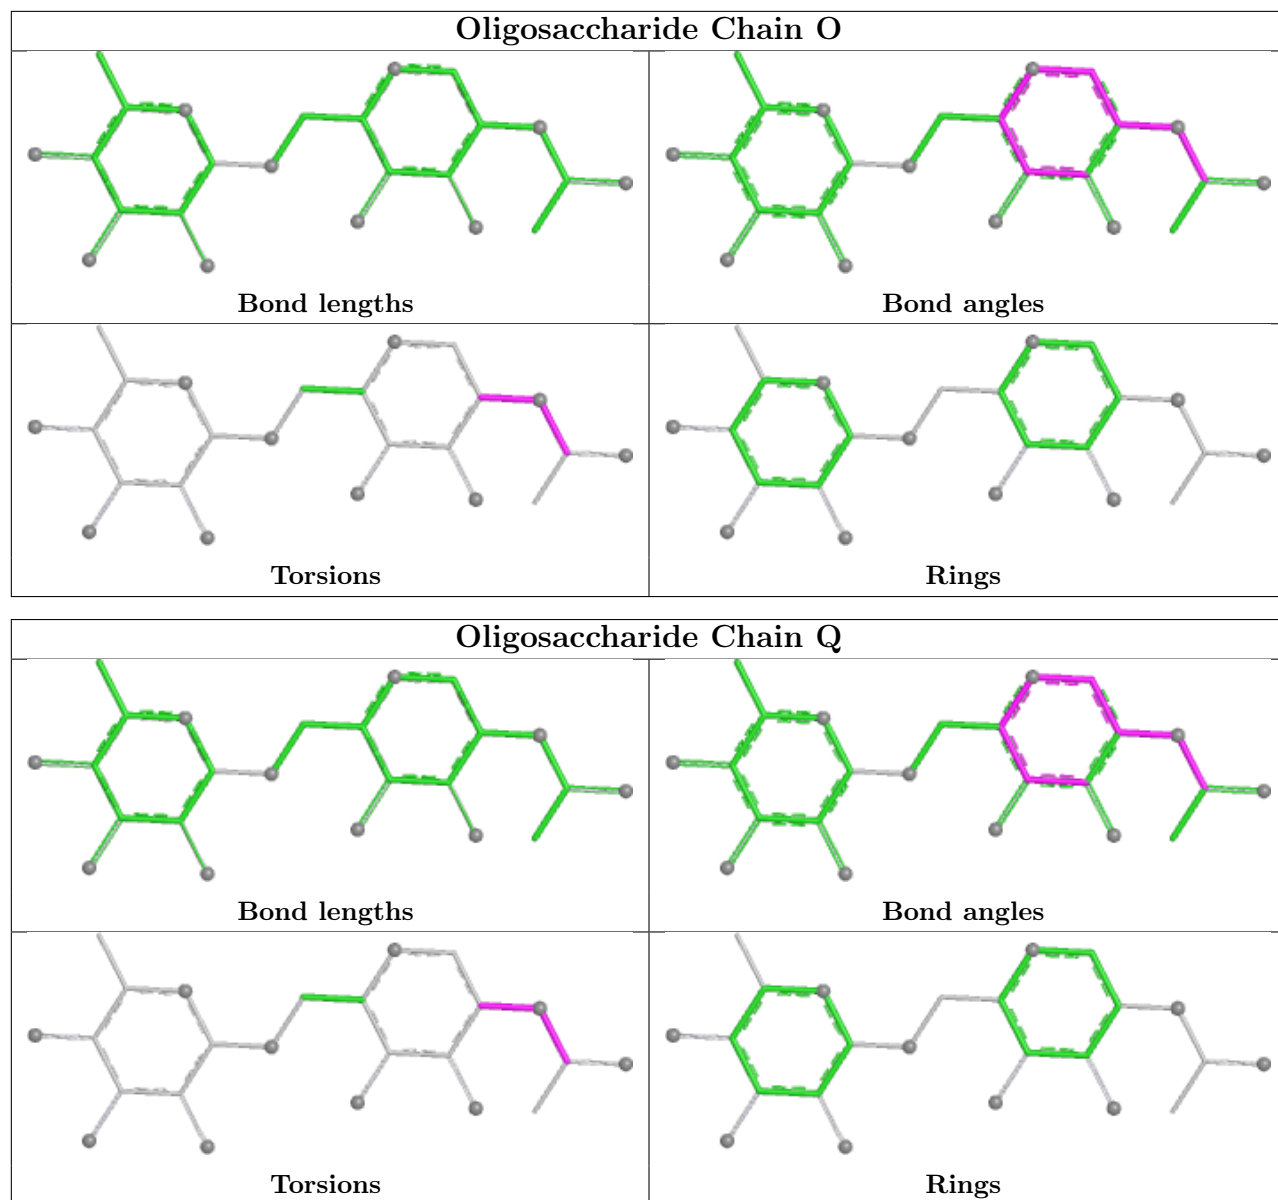 Oligosaccharide Chain O
Bond lengths
Bond angles
Torsions
Rings
Oligosaccharide Chain Q
Bond lengths
Bond angles
Torsions
Rings